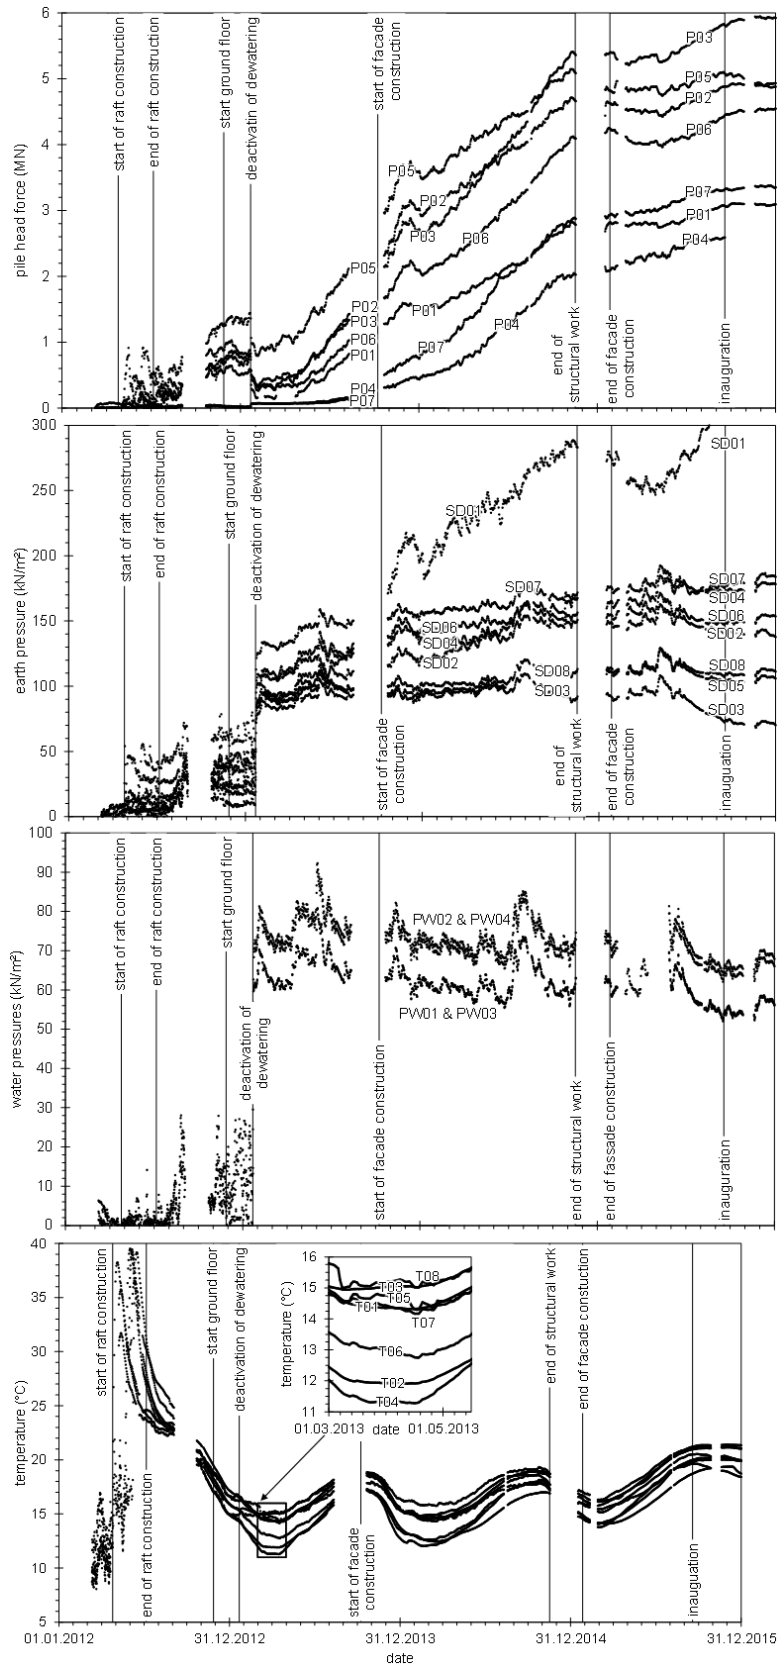 pile head force (MN)
6
5
4
3
2
1
0
start of raft construction
end of raft construction
start ground floor
deactivatin of dewatering
start of facade
construction
end of
structural work
end of facade
construction
inauguration
P05
P02
P03
P06
P01
P04
P07
P05
P02
P03
P06
P01
P07
P04
P03
P05
P02
P06
P07
P01
P04
earth pressure (kN/m²)
300
250
200
150
100
50
0
start of raft construction
end of raft construction
start ground floor
deactivation of dewatering
start of facade
construction
end of
structural work
end of facade
construction
inauguation
SD01
SD07
SD06
SD04
SD02
SD08
SD03
SD01
SD07
SD04
SD06
SD02
SD08
SD05
SD03
water pressures (kN/m²)
100
90
80
70
60
50
40
30
20
10
0
start of raft construction
end of raft construction
start ground floor
deactivation of
dewatering
start of facade construction
end of structural work
end of fassade construction
inauguration
PW02 & PW04
PW01 & PW03
temperature (°C)
40
35
30
25
20
15
10
5
start of raft construction
end of raft construction
start ground floor
deactivation of dewatering
start of facade
construction
end of structural work
end of facade constuction
inauguration
temperature (°C)
16
15
14
13
12
11
T08
T03
T05
T01
T07
T06
T02
T04
01.03.2013
date
01.05.2013
01.01.2012
31.12.2012
31.12.2013
31.12.2014
31.12.2015
date